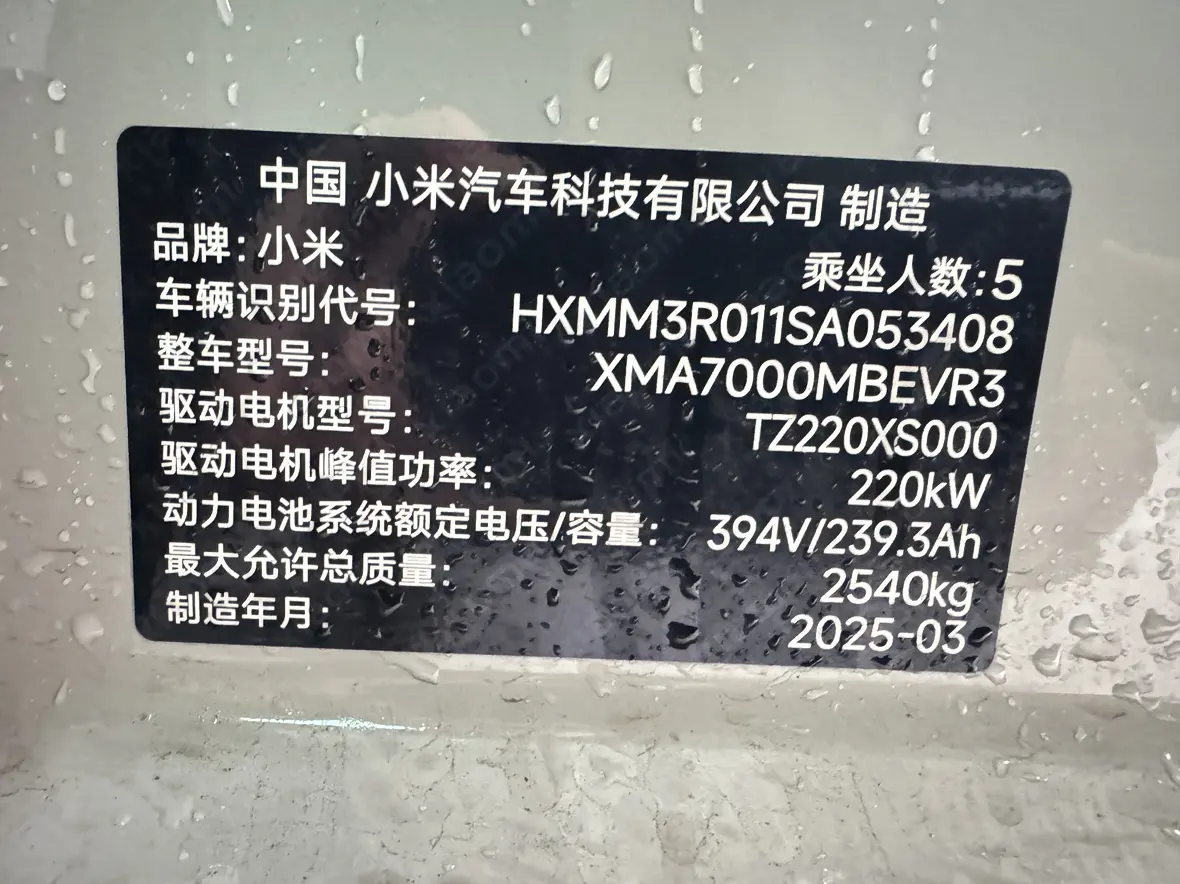 中国 小米汽车科技有限公司 制造
品牌：小米 乘坐人数：5
车辆识别代号： HXMM3R011SA053408
整车型号： XMA7000MBEVR3
驱动电机型号： TZ220XS000
驱动电机峰值功率： 220kW
动力电池系统额定电压/容量： 394V/239.3Ah
最大允许总质量： 2540kg
制造年月： 2025-03